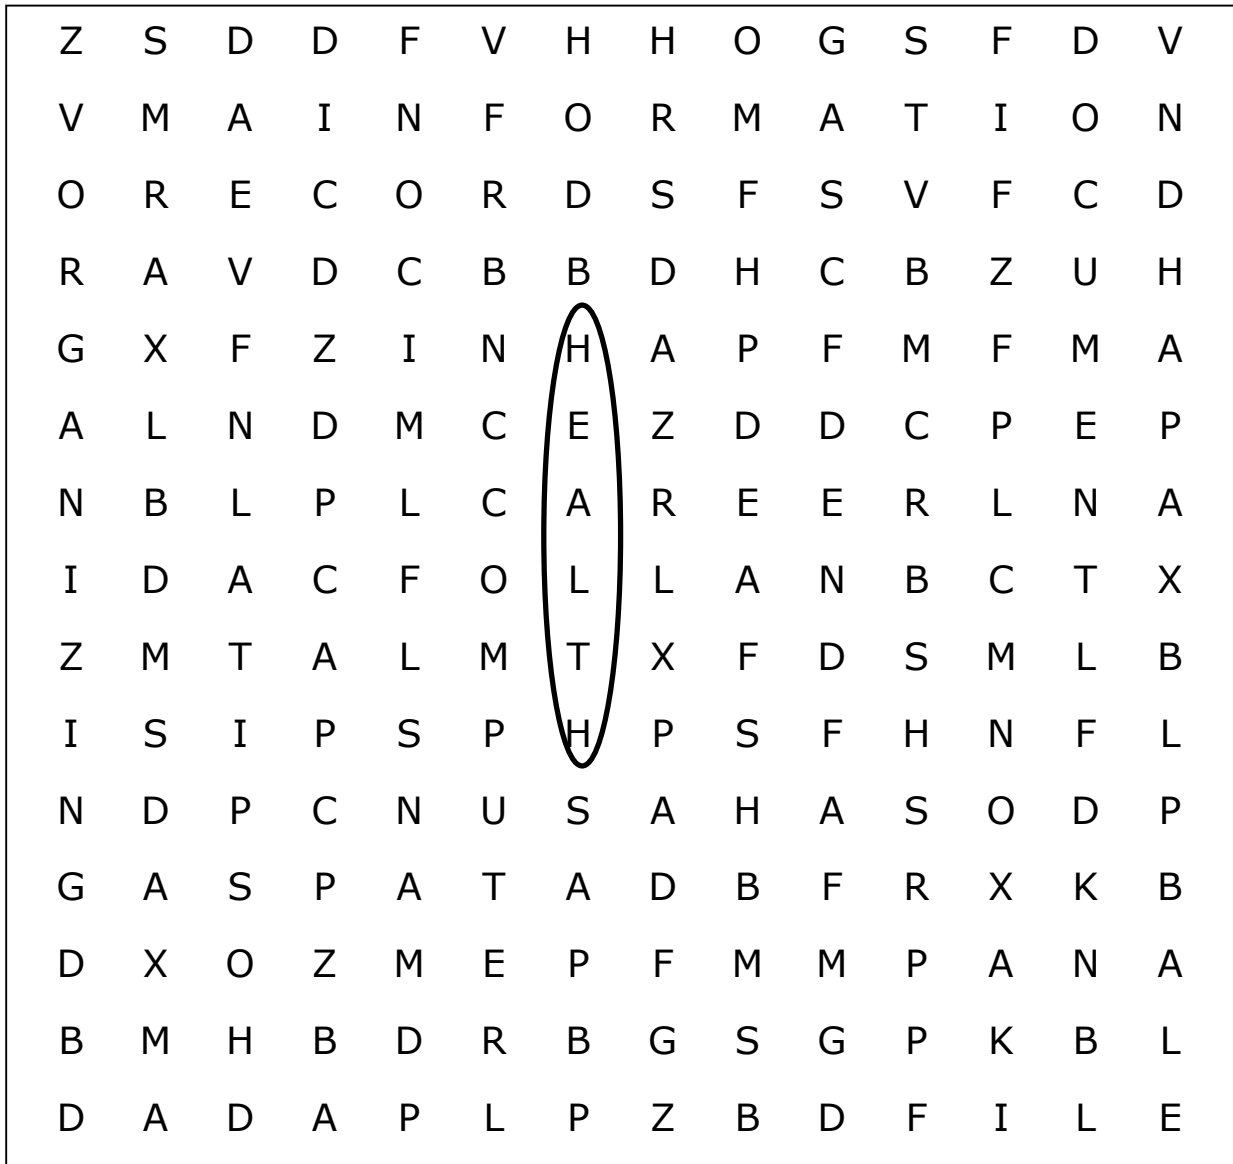 Z S D D F V H H O G S F D V
V M A I N F O R M A T I O N
O R E C O R D S F S V F C D
R A V D C B B D H C B Z U H
G X F Z I N H A P F M F M A
A L N D M C E Z D D C P E P
N B L P L C A R E E R L N A
I D A C F O L L A N B C T X
Z M T A L M T X F D S M L B
I S I P S P H P S F H N F L
N D P C N U S A H A S O D P
G A S P A T A D B F R X K B
D X O Z M E P F M M P A N A
B M H B D R B G S G P K B L
D A D A P L P Z B D F I L E